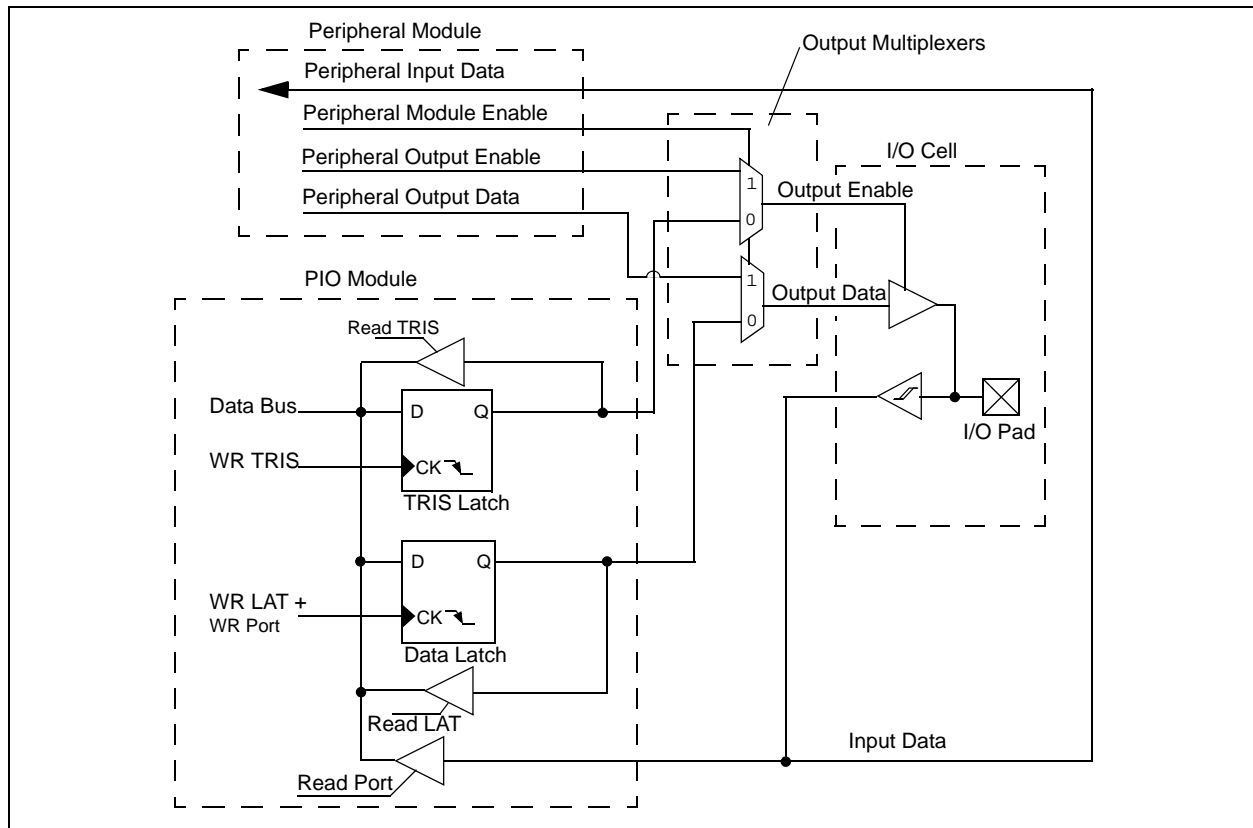 Peripheral Module
Output Multiplexers
Peripheral Input Data
Peripheral Module Enable
Peripheral Output Enable
Peripheral Output Data
1
0
Output Enable
I/O Cell
1
0
Output Data
I/O Pad
PIO Module
Read TRIS
Data Bus
D Q
WR TRIS
CK
TRIS Latch
D Q
WR LAT +
WR Port
CK
Data Latch
Read LAT
Read Port
Input Data